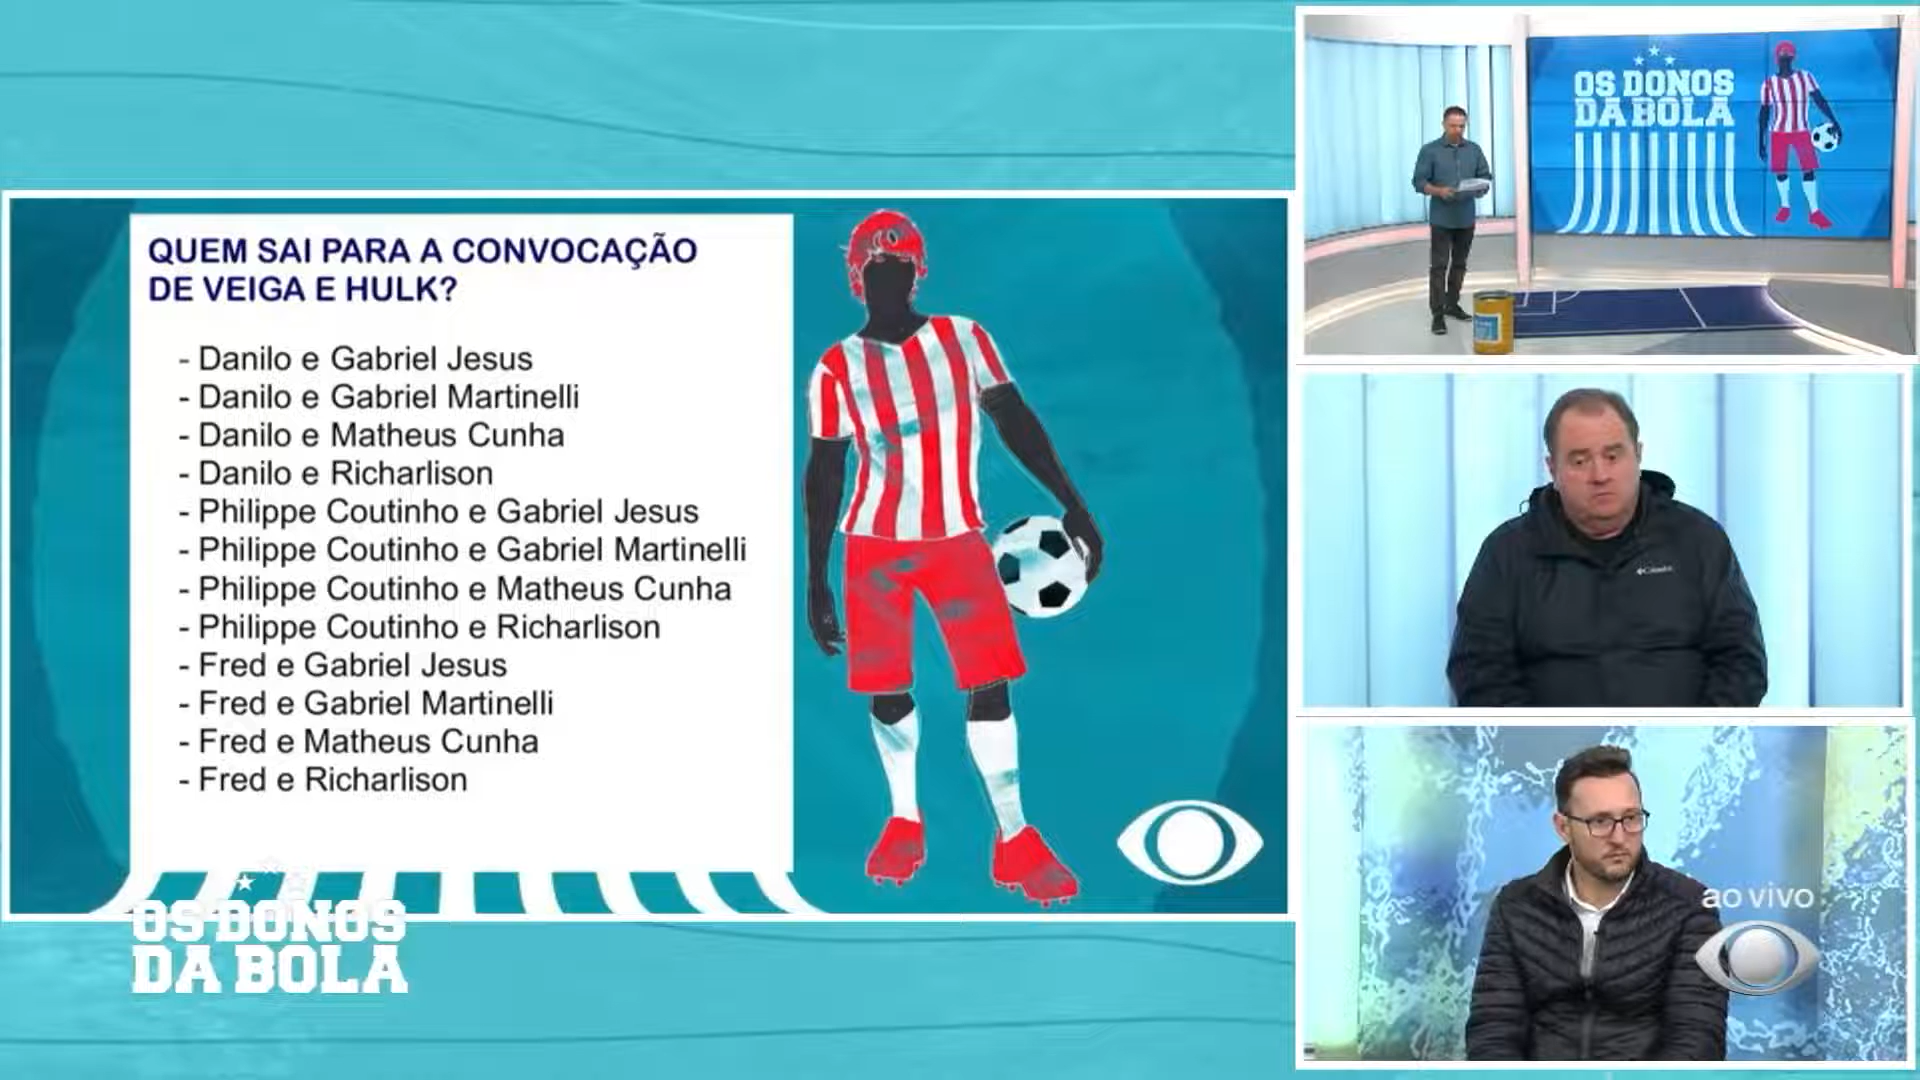 QUEM SAI PARA A CONVOCAÇÃO
DE VEIGA E HULK?
- Danilo e Gabriel Jesus
- Danilo e Gabriel Martinelli
- Danilo e Matheus Cunha
- Danilo e Richarlison
- Philippe Coutinho e Gabriel Jesus
- Philippe Coutinho e Gabriel Martinelli
- Philippe Coutinho e Matheus Cunha
- Philippe Coutinho e Richarlison
- Fred e Gabriel Jesus
- Fred e Gabriel Martinelli
- Fred e Matheus Cunha
- Fred e Richarlison
OS DONOS
DA BOLA
OS DONOS
DA BOLA
Columbia
ao vivo